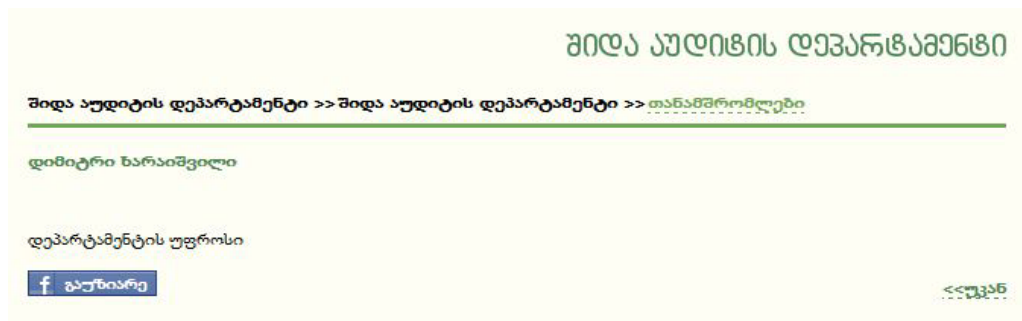 შიდა აუდიტის დეპარტამენტი
შიდა აუდიტის დეპარტამენტი >> შიდა აუდიტის დეპარტამენტი >> თანამშრომლები
დიმიტრი ხარაიშვილი
დეპარტამენტის უფროსი
f გაუზიარე
<<უკან